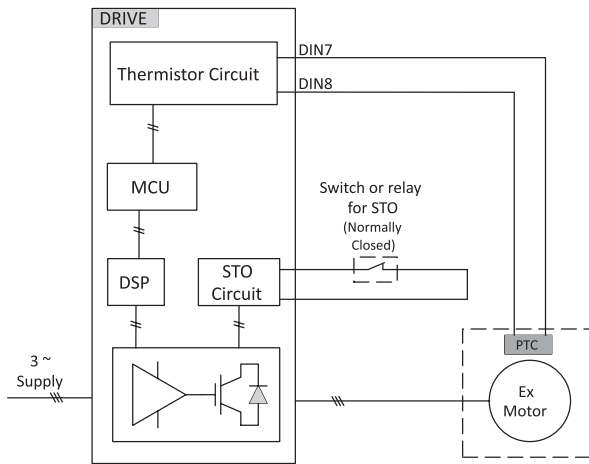 DRIVE
Thermistor Circuit
DIN7
DIN8
MCU
Switch or relay
for STO
(Normally
Closed)
DSP
STO
Circuit
3 ~
Supply
PTC
Ex
Motor